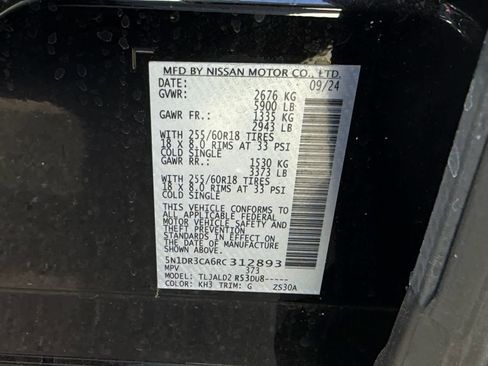 MFD BY NISSAN MOTOR CO., LTD.
DATE: 09/24
GVWR: 2676 KG
5900 LB
GAWR FR.: 1335 KG
2943 LB
WITH 255/60R18 TIRES
18 X 8.0 RIMS AT 33 PSI
COLD SINGLE
GAWR RR.: 1530 KG
3373 LB
WITH 255/60R18 TIRES
18 X 8.0 RIMS AT 33 PSI
COLD SINGLE
THIS VEHICLE CONFORMS TO
ALL APPLICABLE FEDERAL
MOTOR VEHICLE SAFETY
STANDARDS IN EFFECT ON
THE DATE OF MANUFACTURE
SHOWN ABOVE.
5N1DR3CA6RC312893
MPV 373
MODEL: TLJALD2 R53DU8-----
COLOR: KH3 TRIM: G ZS30A